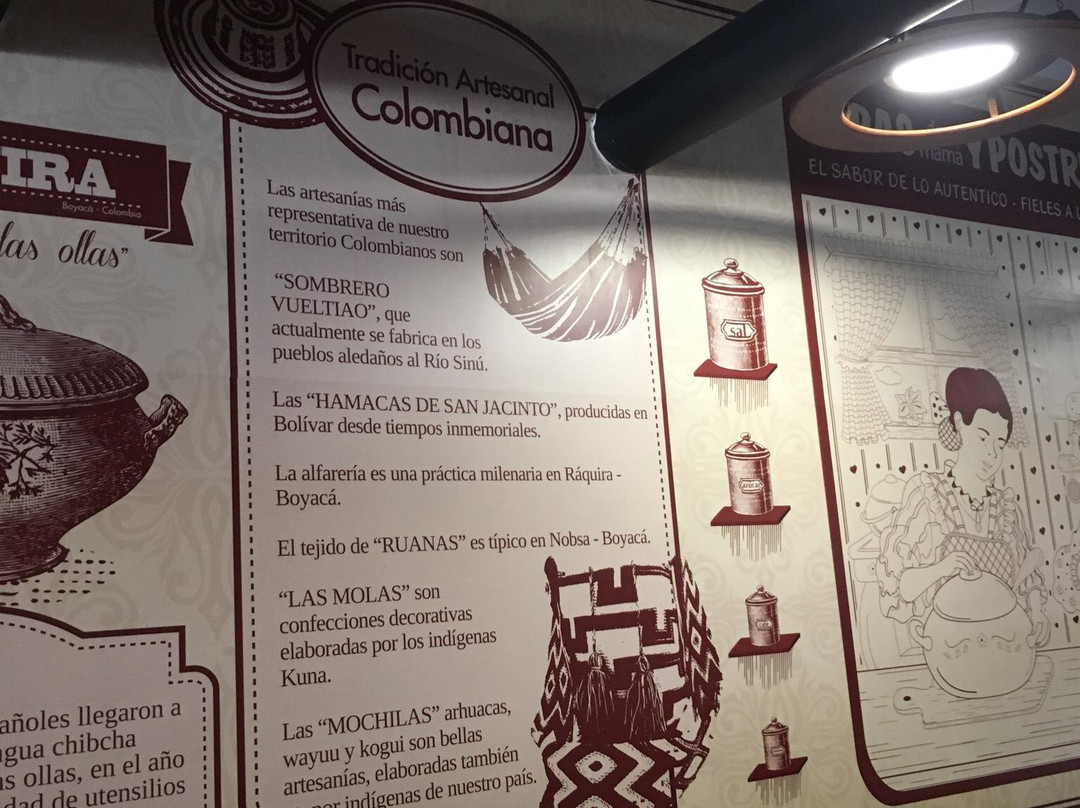 IRA
Boyacá - Colombia
las ollas”
añoles llegaron a
gua chibcha
s ollas, en el año
dad de utensilios
Tradición Artesanal
Colombiana
Las artesanías más
representativa de nuestro
territorio Colombianos son
“SOMBRERO
VUELTIAO”, que
actualmente se fabrica en los
pueblos aledaños al Río Sinú.
Las “HAMACAS DE SAN JACINTO”, producidas en
Bolívar desde tiempos inmemoriales.
La alfarería es una práctica milenaria en Ráquira -
Boyacá.
El tejido de “RUANAS” es típico en Nobsa - Boyacá.
“LAS MOLAS” son
confecciones decorativas
elaboradas por los indígenas
Kuna.
Las “MOCHILAS” arhuacas,
wayuu y kogui son bellas
artesanías, elaboradas también
por indígenas de nuestro país.
sal
azúcar
mamá Y POSTR
EL SABOR DE LO AUTENTICO - FIELES A